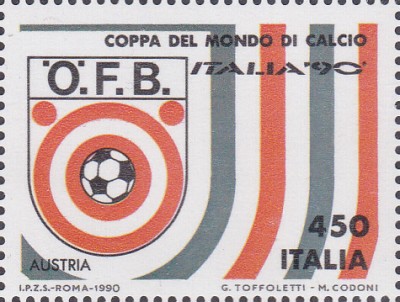 COPPA DEL MONDO DI CALCIO
ITALIA '90
Ö.F.B.
450
AUSTRIA
ITALIA
I.P.Z.S.-ROMA-1990
G. TOFFOLETTI - M. CODONI